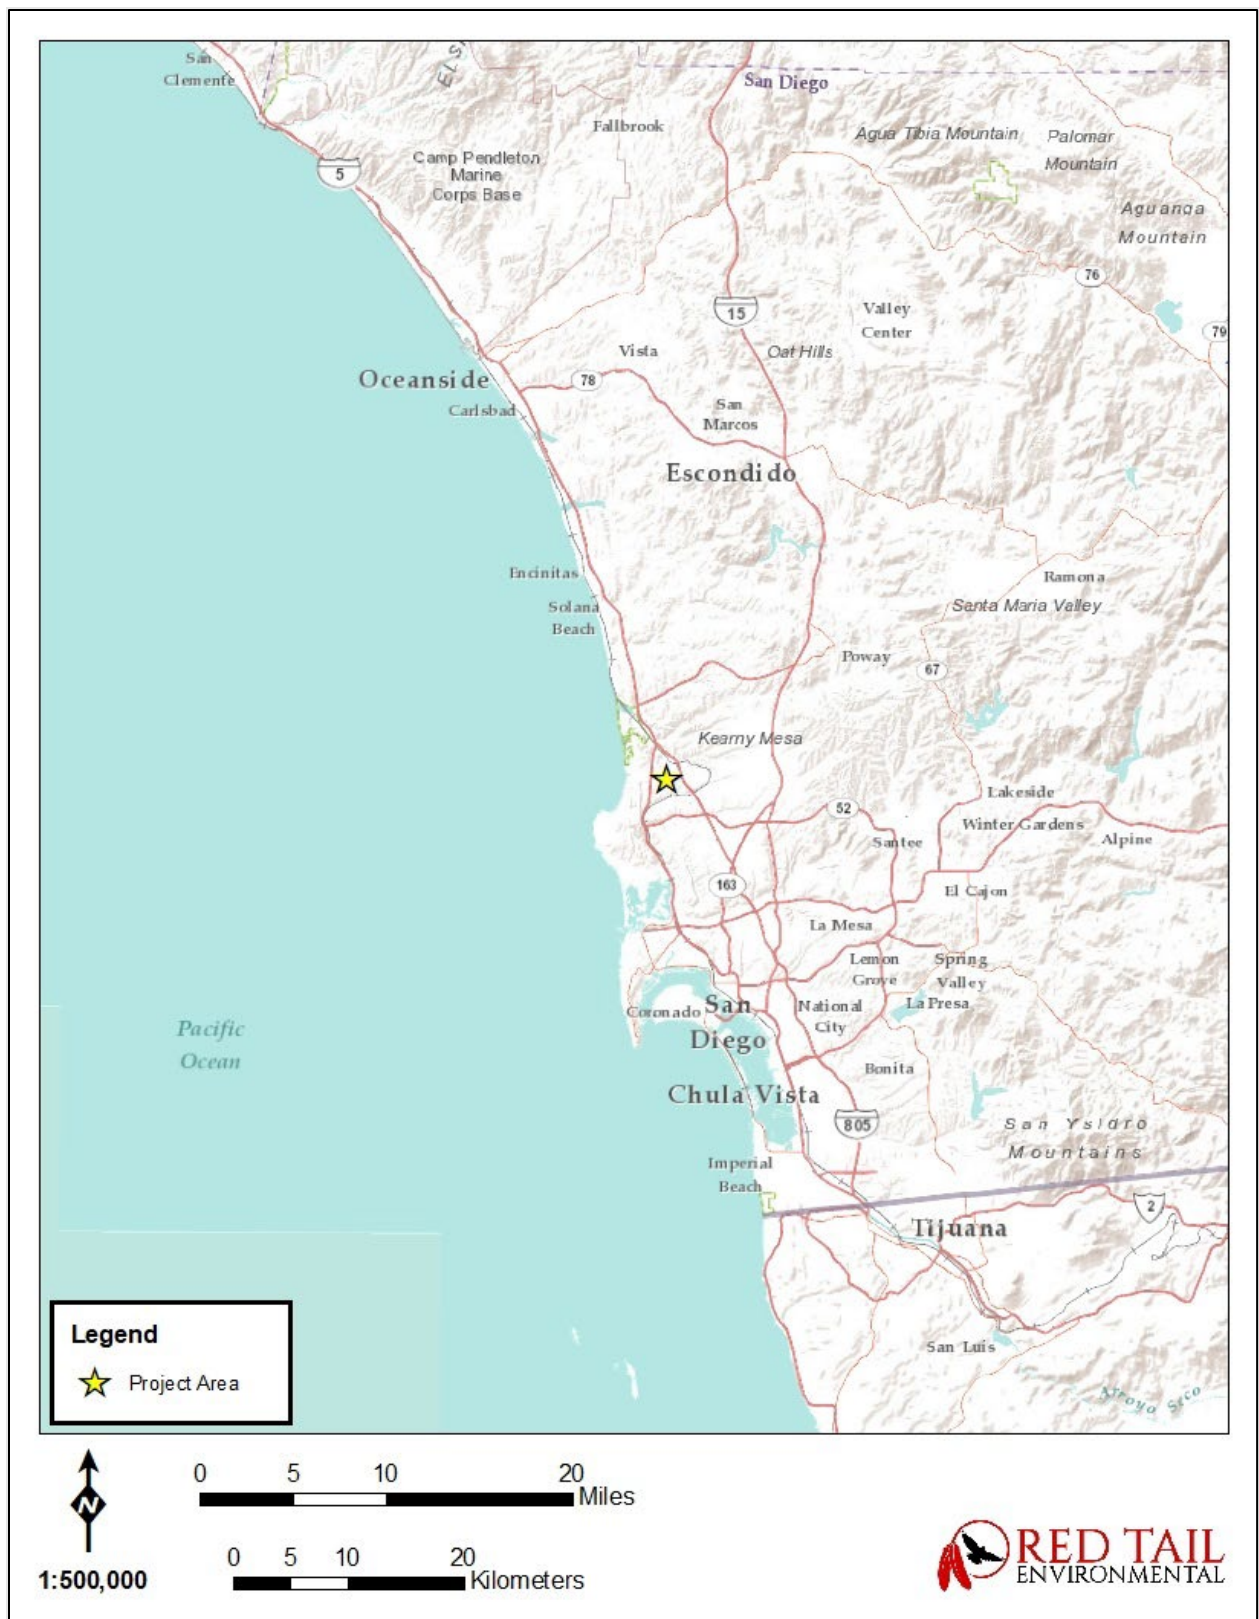 San
Clemente
EL S
San Diego
Fallbrook
Agua Tibia Mountain
Palomar
Mountain
Camp Pendleton
Marine
Corps Base
5
Aguanga
Mountain
76
15
Valley
Center
79
Vista
Oat Hills
Oceanside
78
Carlsbad
San
Marcos
Escondido
Encinitas
Ramona
Solana
Beach
Santa Maria Valley
Poway
67
Kearny Mesa
Lakeside
52
Winter Gardens
Santee
Alpine
163
El Cajon
La Mesa
Lemon
Grove
Spring
Valley
La Presa
Coronado
San
Diego
National
City
Pacific
Ocean
Bonita
Chula Vista
805
San Ysidro
Mountains
Imperial
Beach
2
Tijuana
San Luis
Arroyo Seco
Legend
Project Area
N
1:500,000
0 5 10 20
Miles
0 5 10 20
Kilometers
RED TAIL
ENVIRONMENTAL